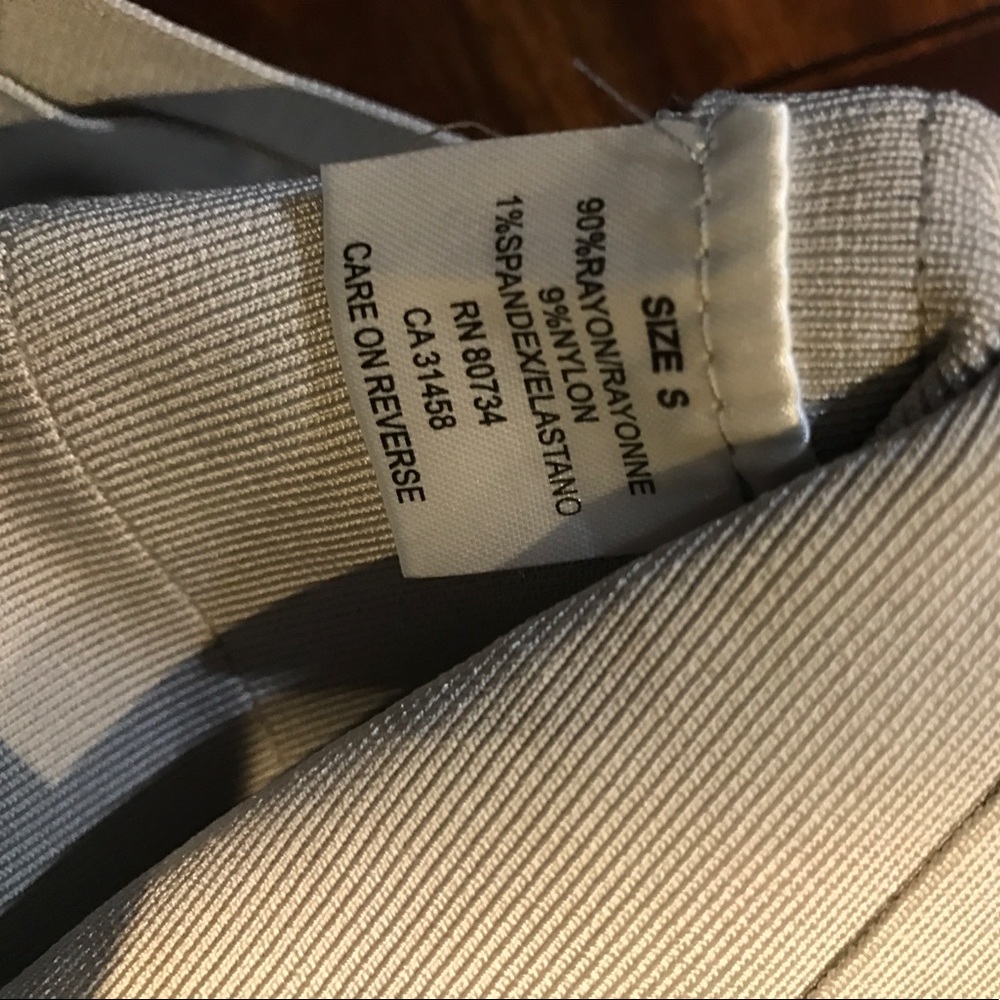 SIZE S
90%RAYON/RAYONNE
9%NYLON
1%SPANDEX/ELASTANO
RN 80734
CA 31458
CARE ON REVERSE